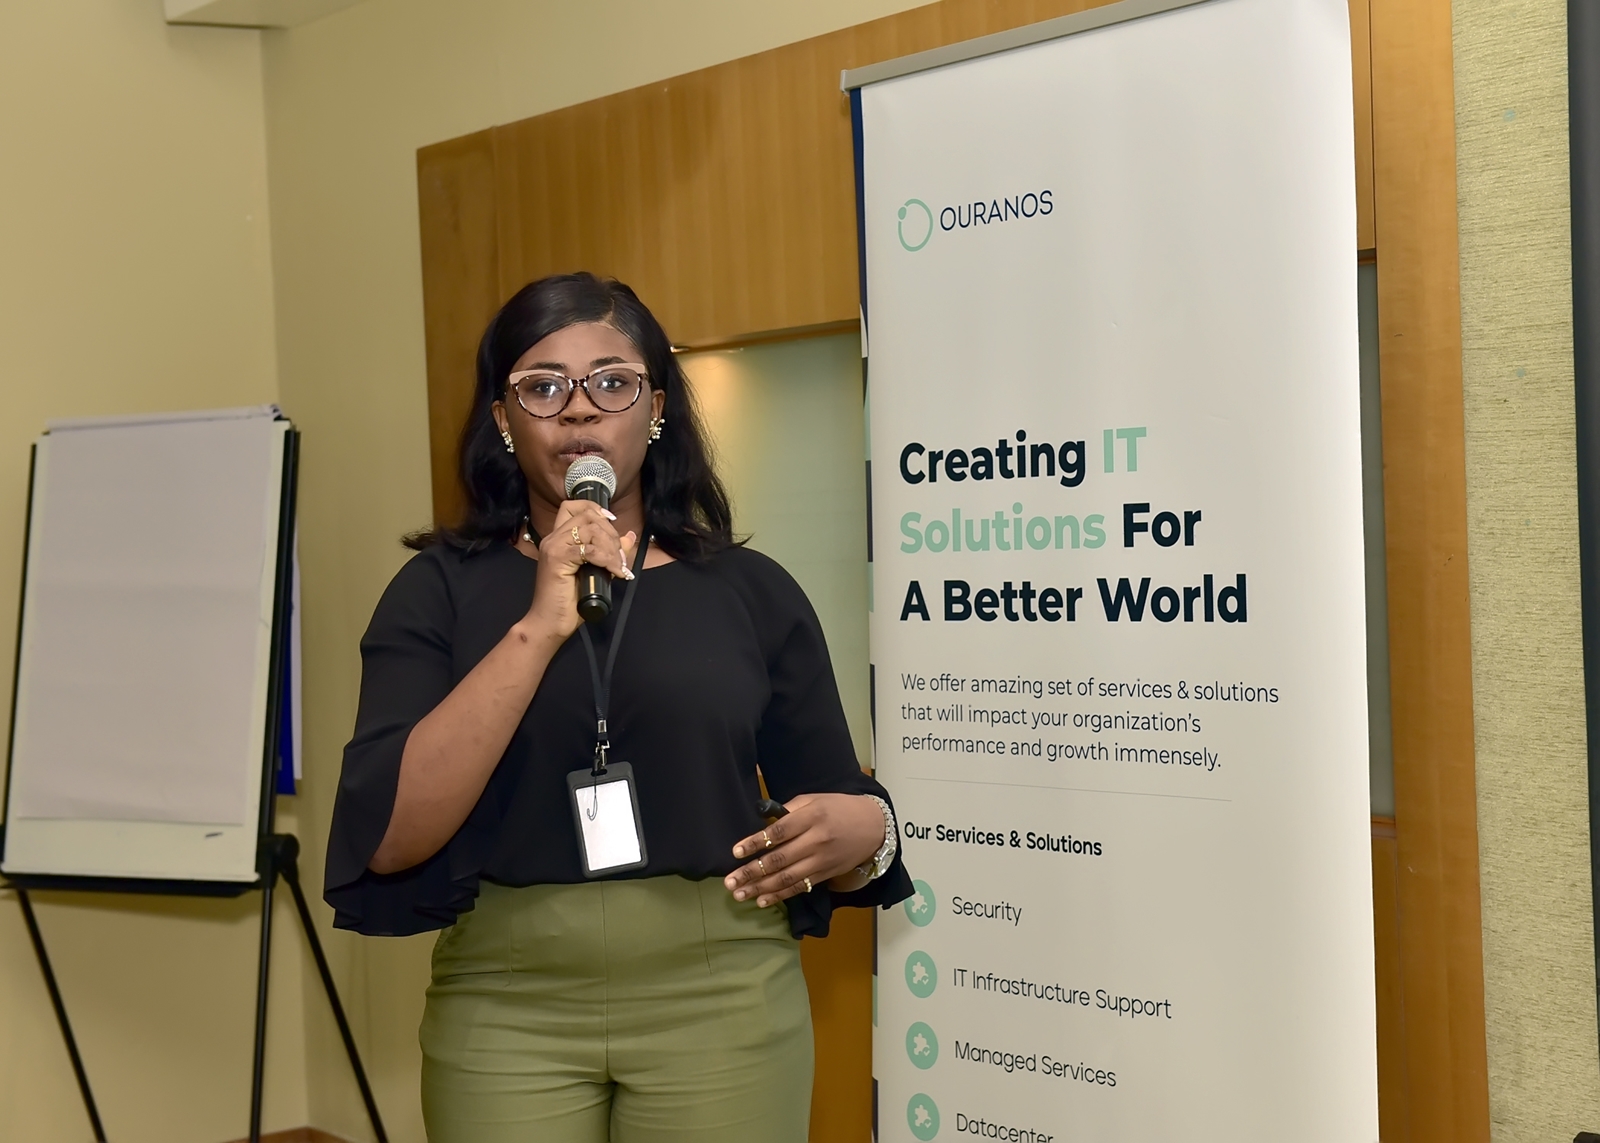 OURANOS
Creating IT
Solutions For
A Better World
We offer amazing set of services & solutions
that will impact your organization's
performance and growth immensely.
Our Services & Solutions
Security
IT Infrastructure Support
Managed Services
Datacenter